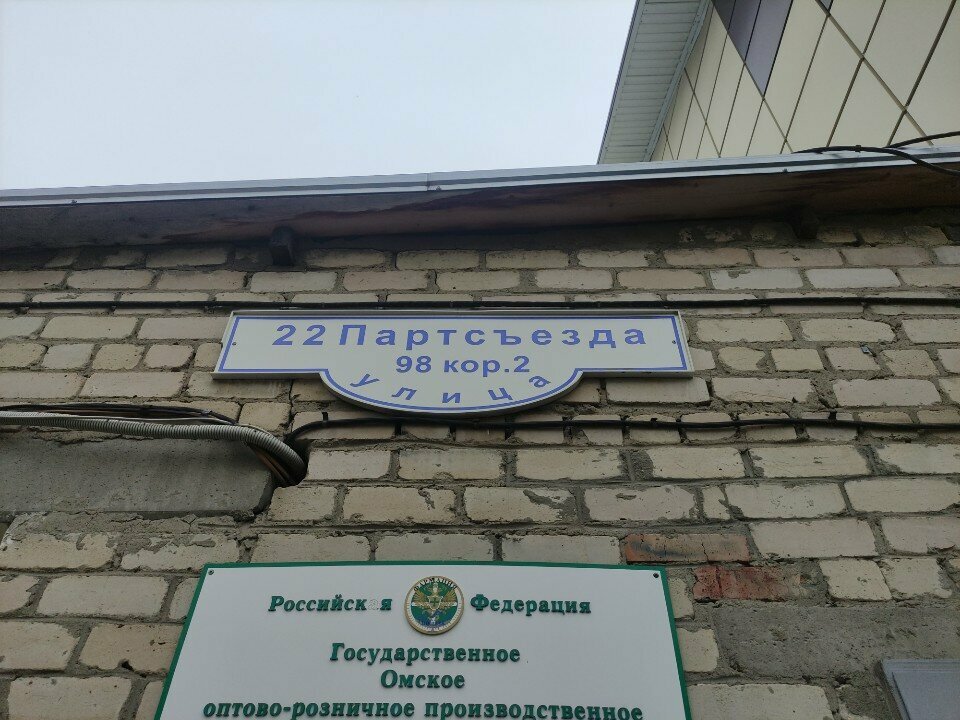 22 Партсъезда
98 кор.2
улица
Российская Федерация
Государственное
Омское
оптово-розничное производственное